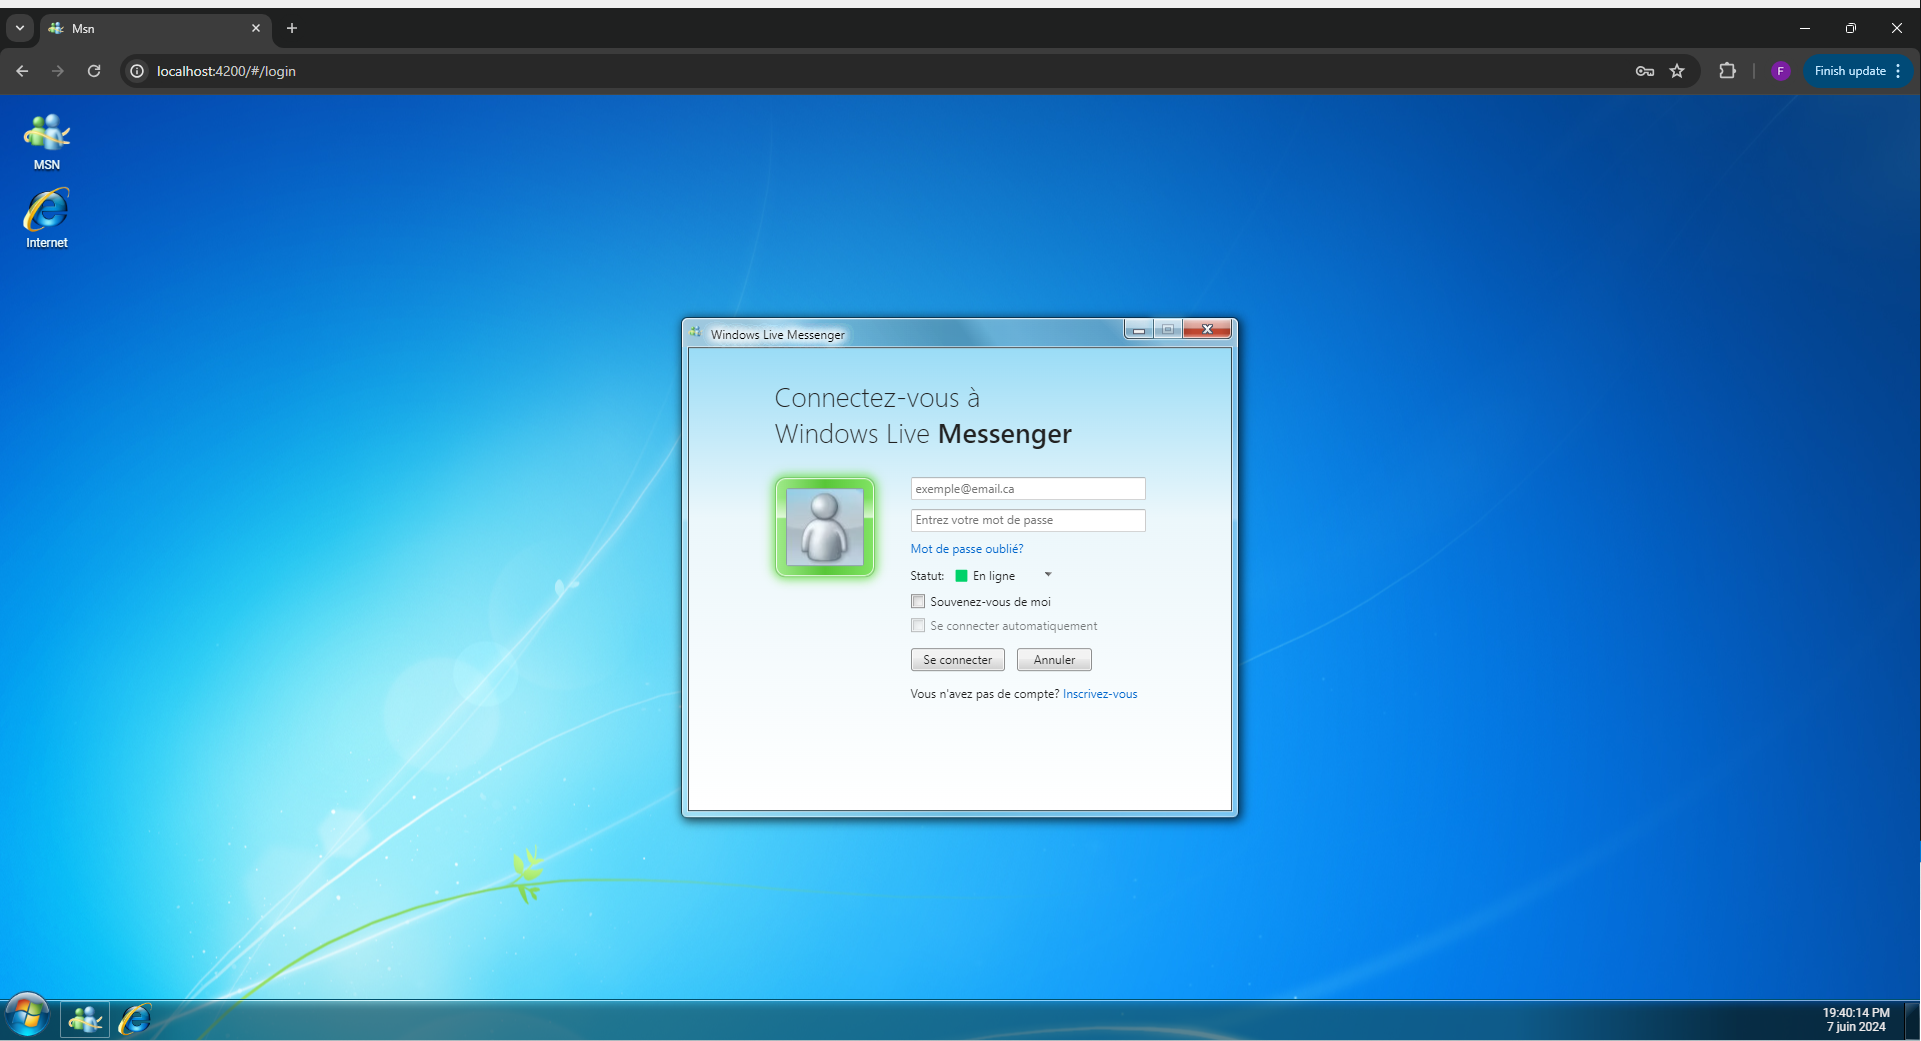 Msn
localhost:4200/#/login
F
Finish update
MSN
Internet
Windows Live Messenger
Connectez-vous à
Windows Live Messenger
exemple@email.ca
Entrez votre mot de passe
Mot de passe oublié?
Statut: En ligne
Souvenez-vous de moi
Se connecter automatiquement
Se connecter Annuler
Vous n'avez pas de compte? Inscrivez-vous
19:40:14 PM
7 juin 2024